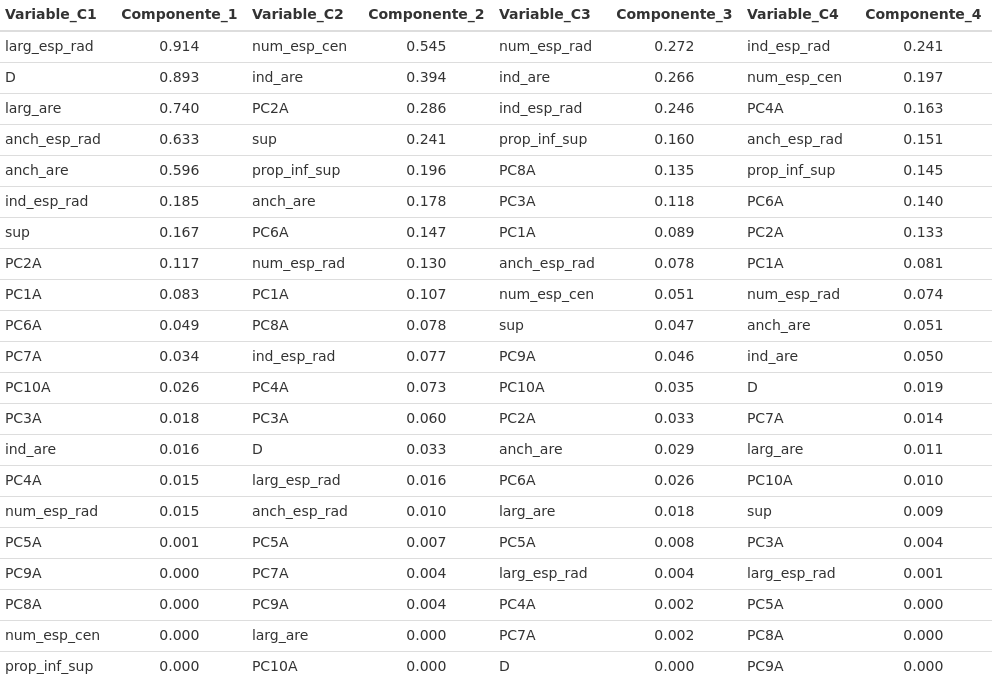 Variable_C1 Componente_1 Variable_C2 Componente_2 Variable_C3 Componente_3 Variable_C4 Componente_4
larg_esp_rad 0.914 num_esp_cen 0.545 num_esp_rad 0.272 ind_esp_rad 0.241
D 0.893 ind_are 0.394 ind_are 0.266 num_esp_cen 0.197
larg_are 0.740 PC2A 0.286 ind_esp_rad 0.246 PC4A 0.163
anch_esp_rad 0.633 sup 0.241 prop_inf_sup 0.160 anch_esp_rad 0.151
anch_are 0.596 prop_inf_sup 0.196 PC8A 0.135 prop_inf_sup 0.145
ind_esp_rad 0.185 anch_are 0.178 PC3A 0.118 PC6A 0.140
sup 0.167 PC6A 0.147 PC1A 0.089 PC2A 0.133
PC2A 0.117 num_esp_rad 0.130 anch_esp_rad 0.078 PC1A 0.081
PC1A 0.083 PC1A 0.107 num_esp_cen 0.051 num_esp_rad 0.074
PC6A 0.049 PC8A 0.078 sup 0.047 anch_are 0.051
PC7A 0.034 ind_esp_rad 0.077 PC9A 0.046 ind_are 0.050
PC10A 0.026 PC4A 0.073 PC10A 0.035 D 0.019
PC3A 0.018 PC3A 0.060 PC2A 0.033 PC7A 0.014
ind_are 0.016 D 0.033 anch_are 0.029 larg_are 0.011
PC4A 0.015 larg_esp_rad 0.016 PC6A 0.026 PC10A 0.010
num_esp_rad 0.015 anch_esp_rad 0.010 larg_are 0.018 sup 0.009
PC5A 0.001 PC5A 0.007 PC5A 0.008 PC3A 0.004
PC9A 0.000 PC7A 0.004 larg_esp_rad 0.004 larg_esp_rad 0.001
PC8A 0.000 PC9A 0.004 PC4A 0.002 PC5A 0.000
num_esp_cen 0.000 larg_are 0.000 PC7A 0.002 PC8A 0.000
prop_inf_sup 0.000 PC10A 0.000 D 0.000 PC9A 0.000